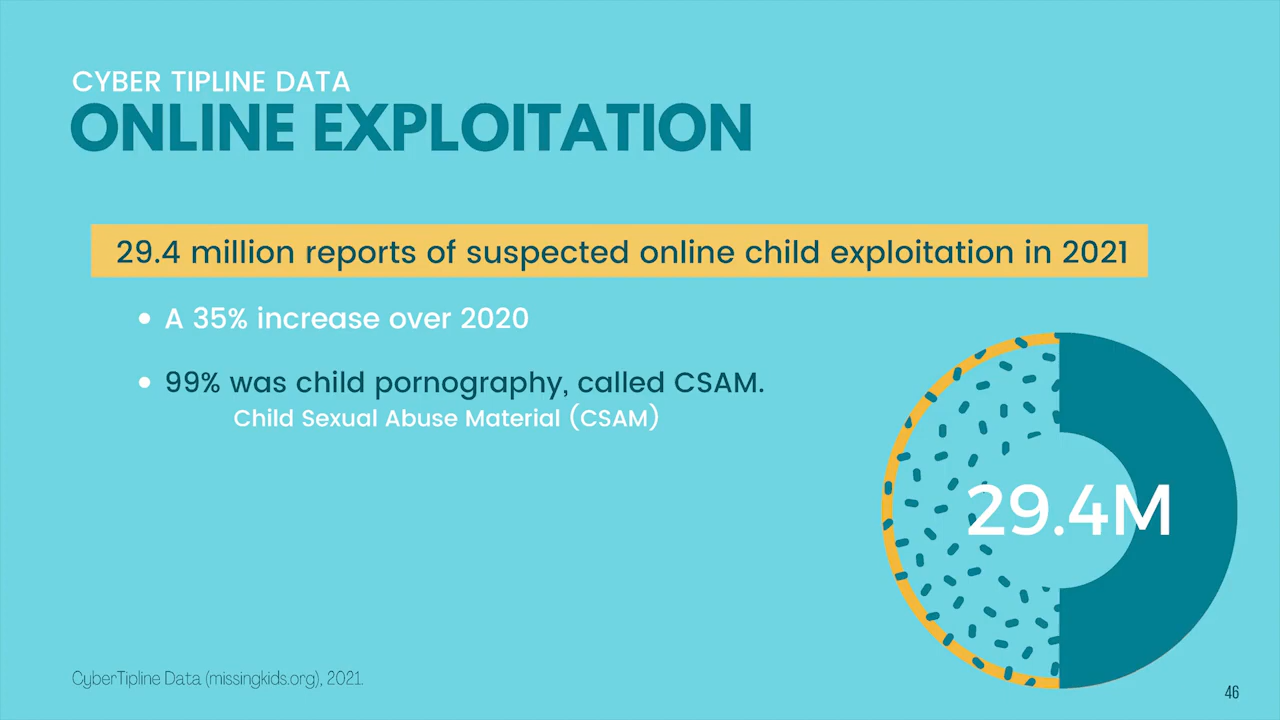 CYBER TIPLINE DATA
ONLINE EXPLOITATION
29.4 million reports of suspected online child exploitation in 2021
• A 35% increase over 2020
• 99% was child pornography, called CSAM.
Child Sexual Abuse Material (CSAM)
29.4M
CyberTipline Data (missingkids.org), 2021.
46